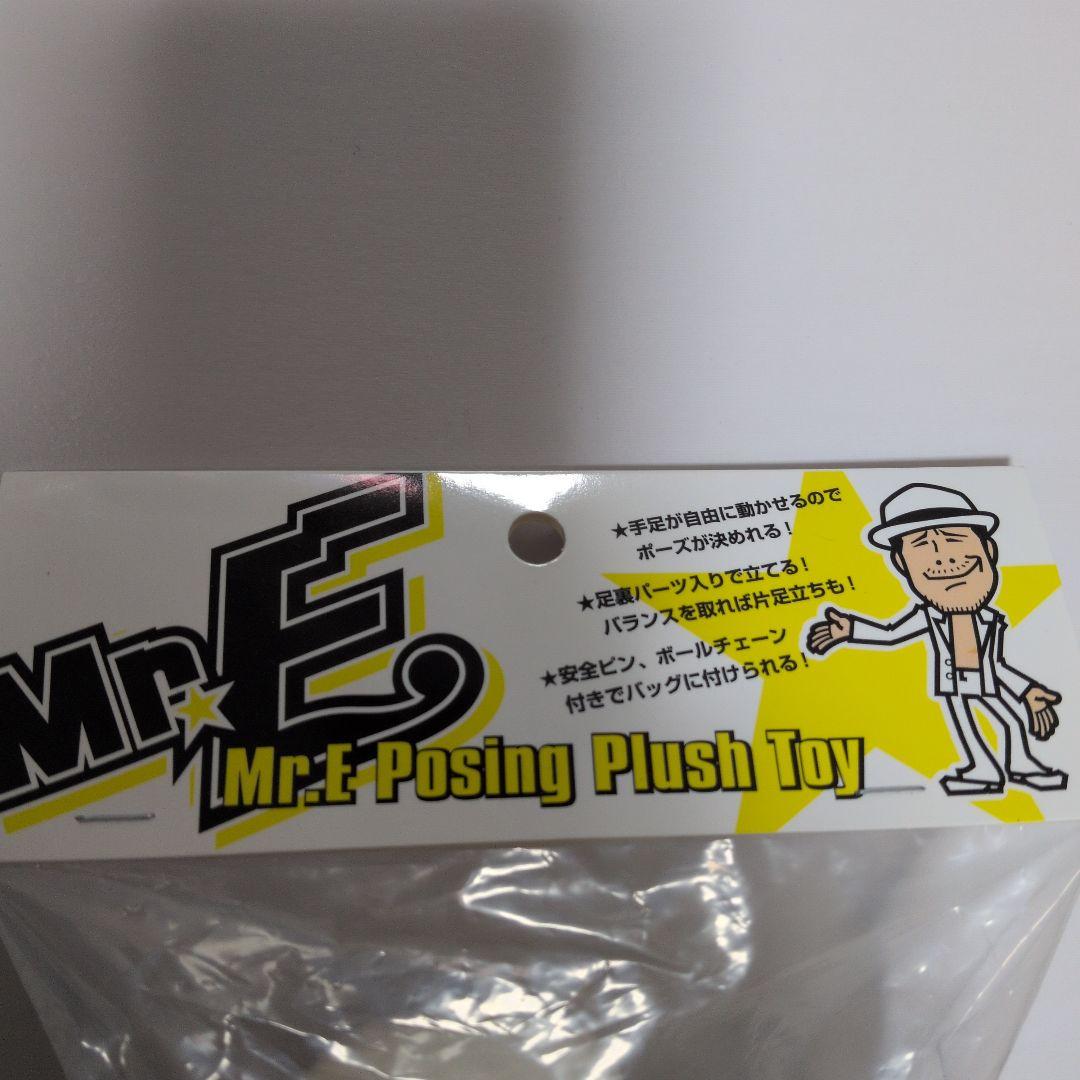 Mr.E
★手足が自由に動かせるので
ポーズが決めれる!
★足裏パーツ入りで立てる!
バランスを取れば片足立ちも!
★安全ピン、ボールチェーン
付きでバッグに付けられる!
Mr.E Posing Plush Toy